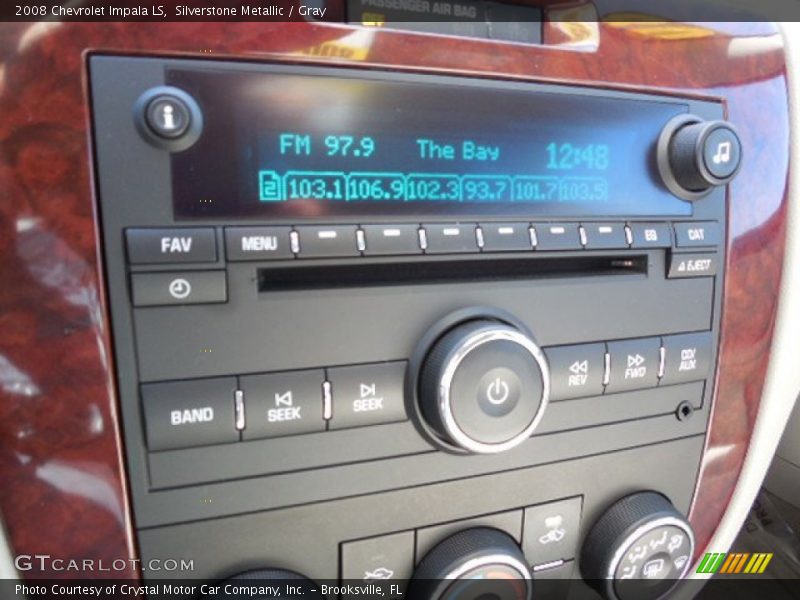 2008 Chevrolet Impala LS, Silverstone Metallic / Gray
PASSENGER AIR BAG
i
FM 97.9 The Bay 12:48
2 103.1 106.9 102.3 93.7 101.7 103.5
FAV MENU EQ CAT
EJECT
BAND SEEK SEEK REV FWD CD/AUX
GTCARLOT.COM
Photo Courtesy of Crystal Motor Car Company, Inc. - Brooksville, FL